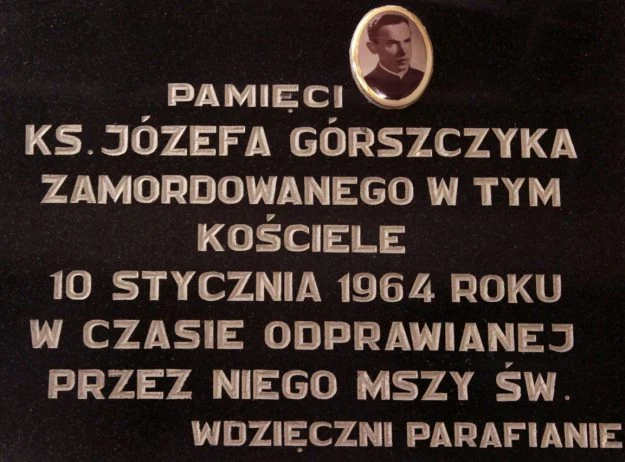 PAMIĘCI
KS. JÓZEFA GÓRSZCZYKA
ZAMORDOWANEGO W TYM
KOŚCIELE
10 STYCZNIA 1964 ROKU
W CZASIE ODPRAWIANEJ
PRZEZ NIEGO MSZY ŚW.
WDZIĘCZNI PARAFIANIE